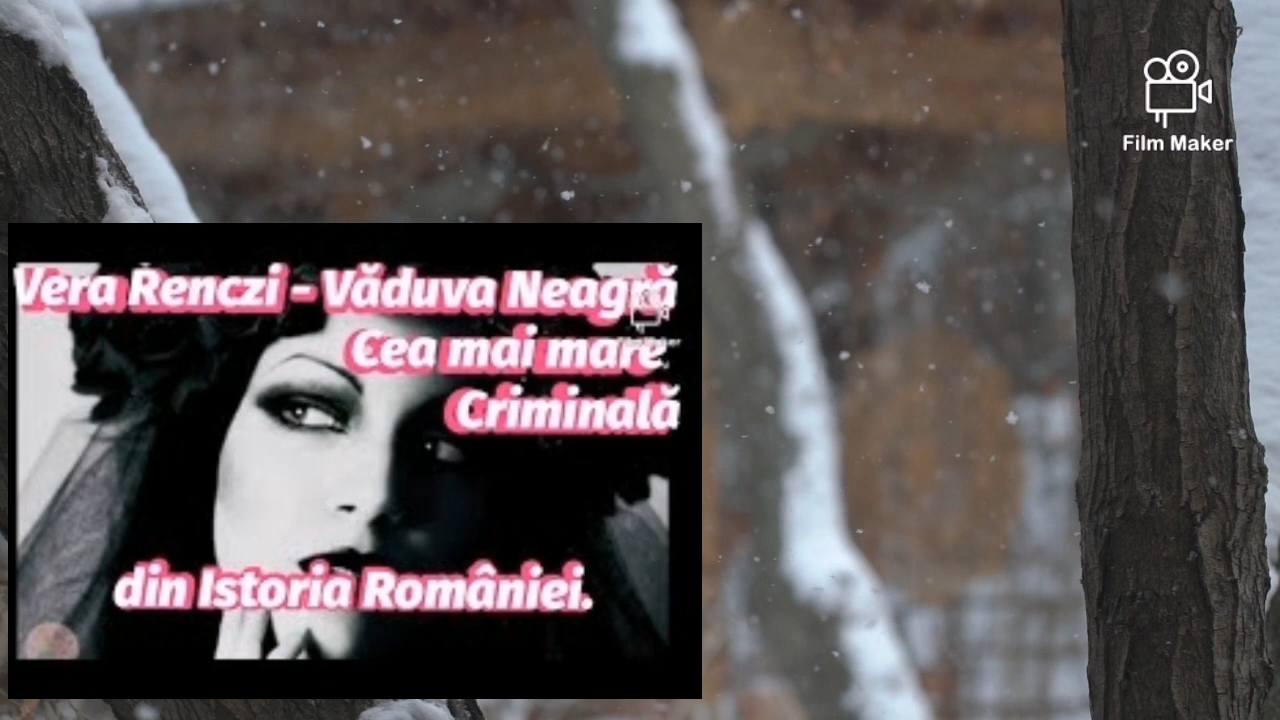 Film Maker
Vera Renczi - Văduva Neagră
Cea mai mare
Criminală
din Istoria României.